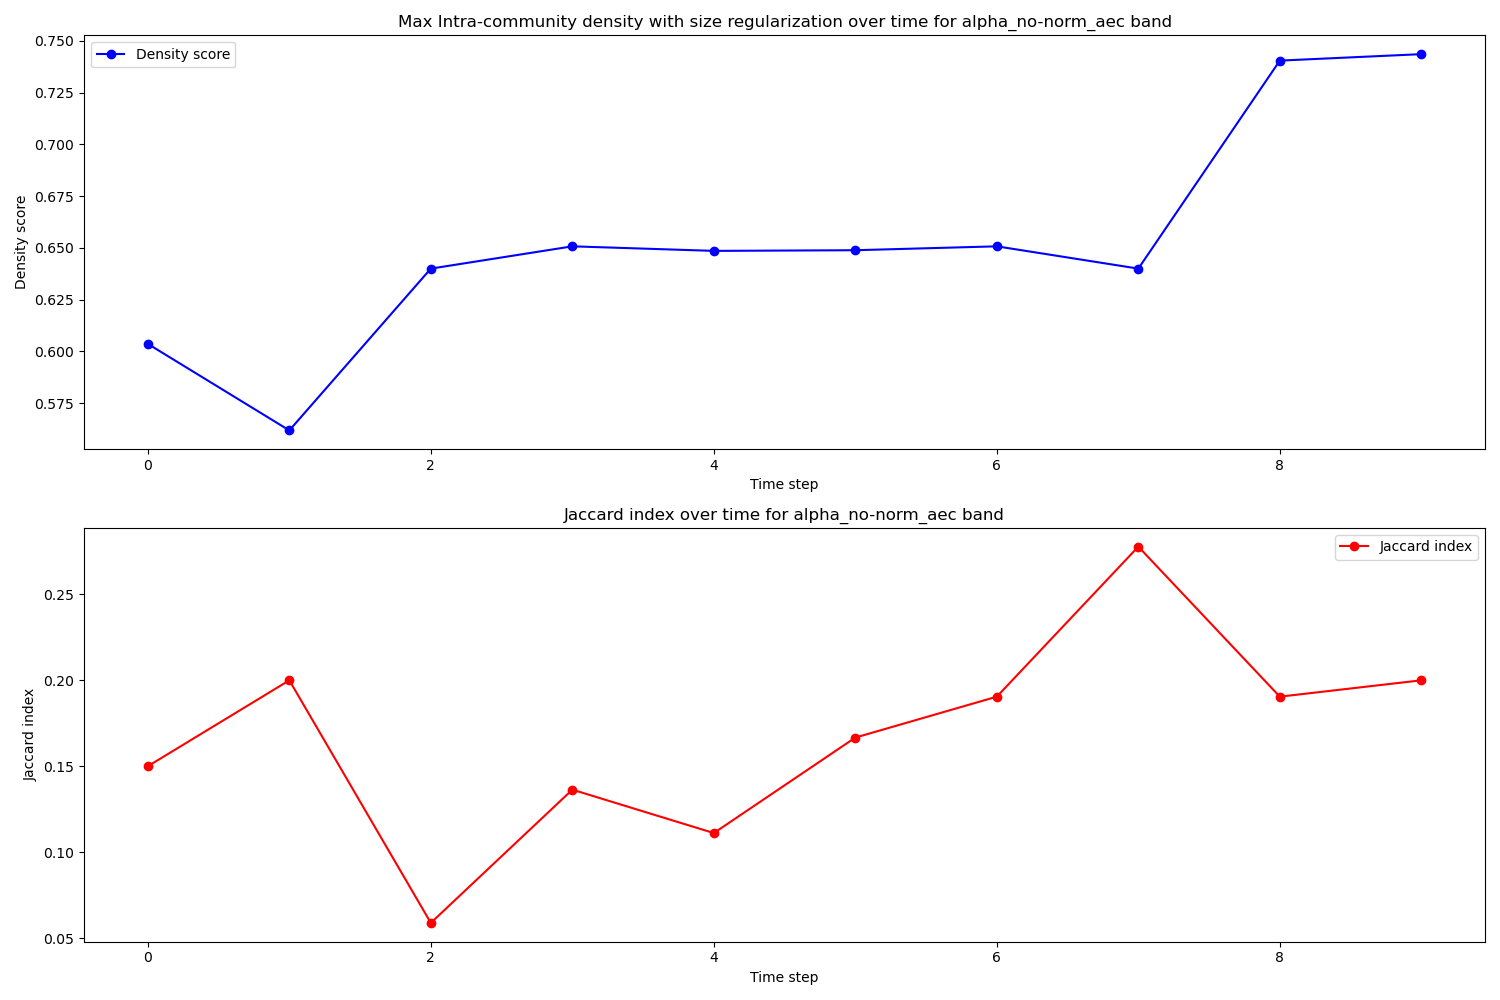 Max Intra-community density with size regularization over time for alpha_no-norm_aec band
Density score
0.750
0.725
0.700
0.675
0.650
0.625
0.600
0.575
Density score
0 2 4 6 8
Time step
Jaccard index over time for alpha_no-norm_aec band
Jaccard index
0.25
0.20
0.15
0.10
0.05
Jaccard index
0 2 4 6 8
Time step